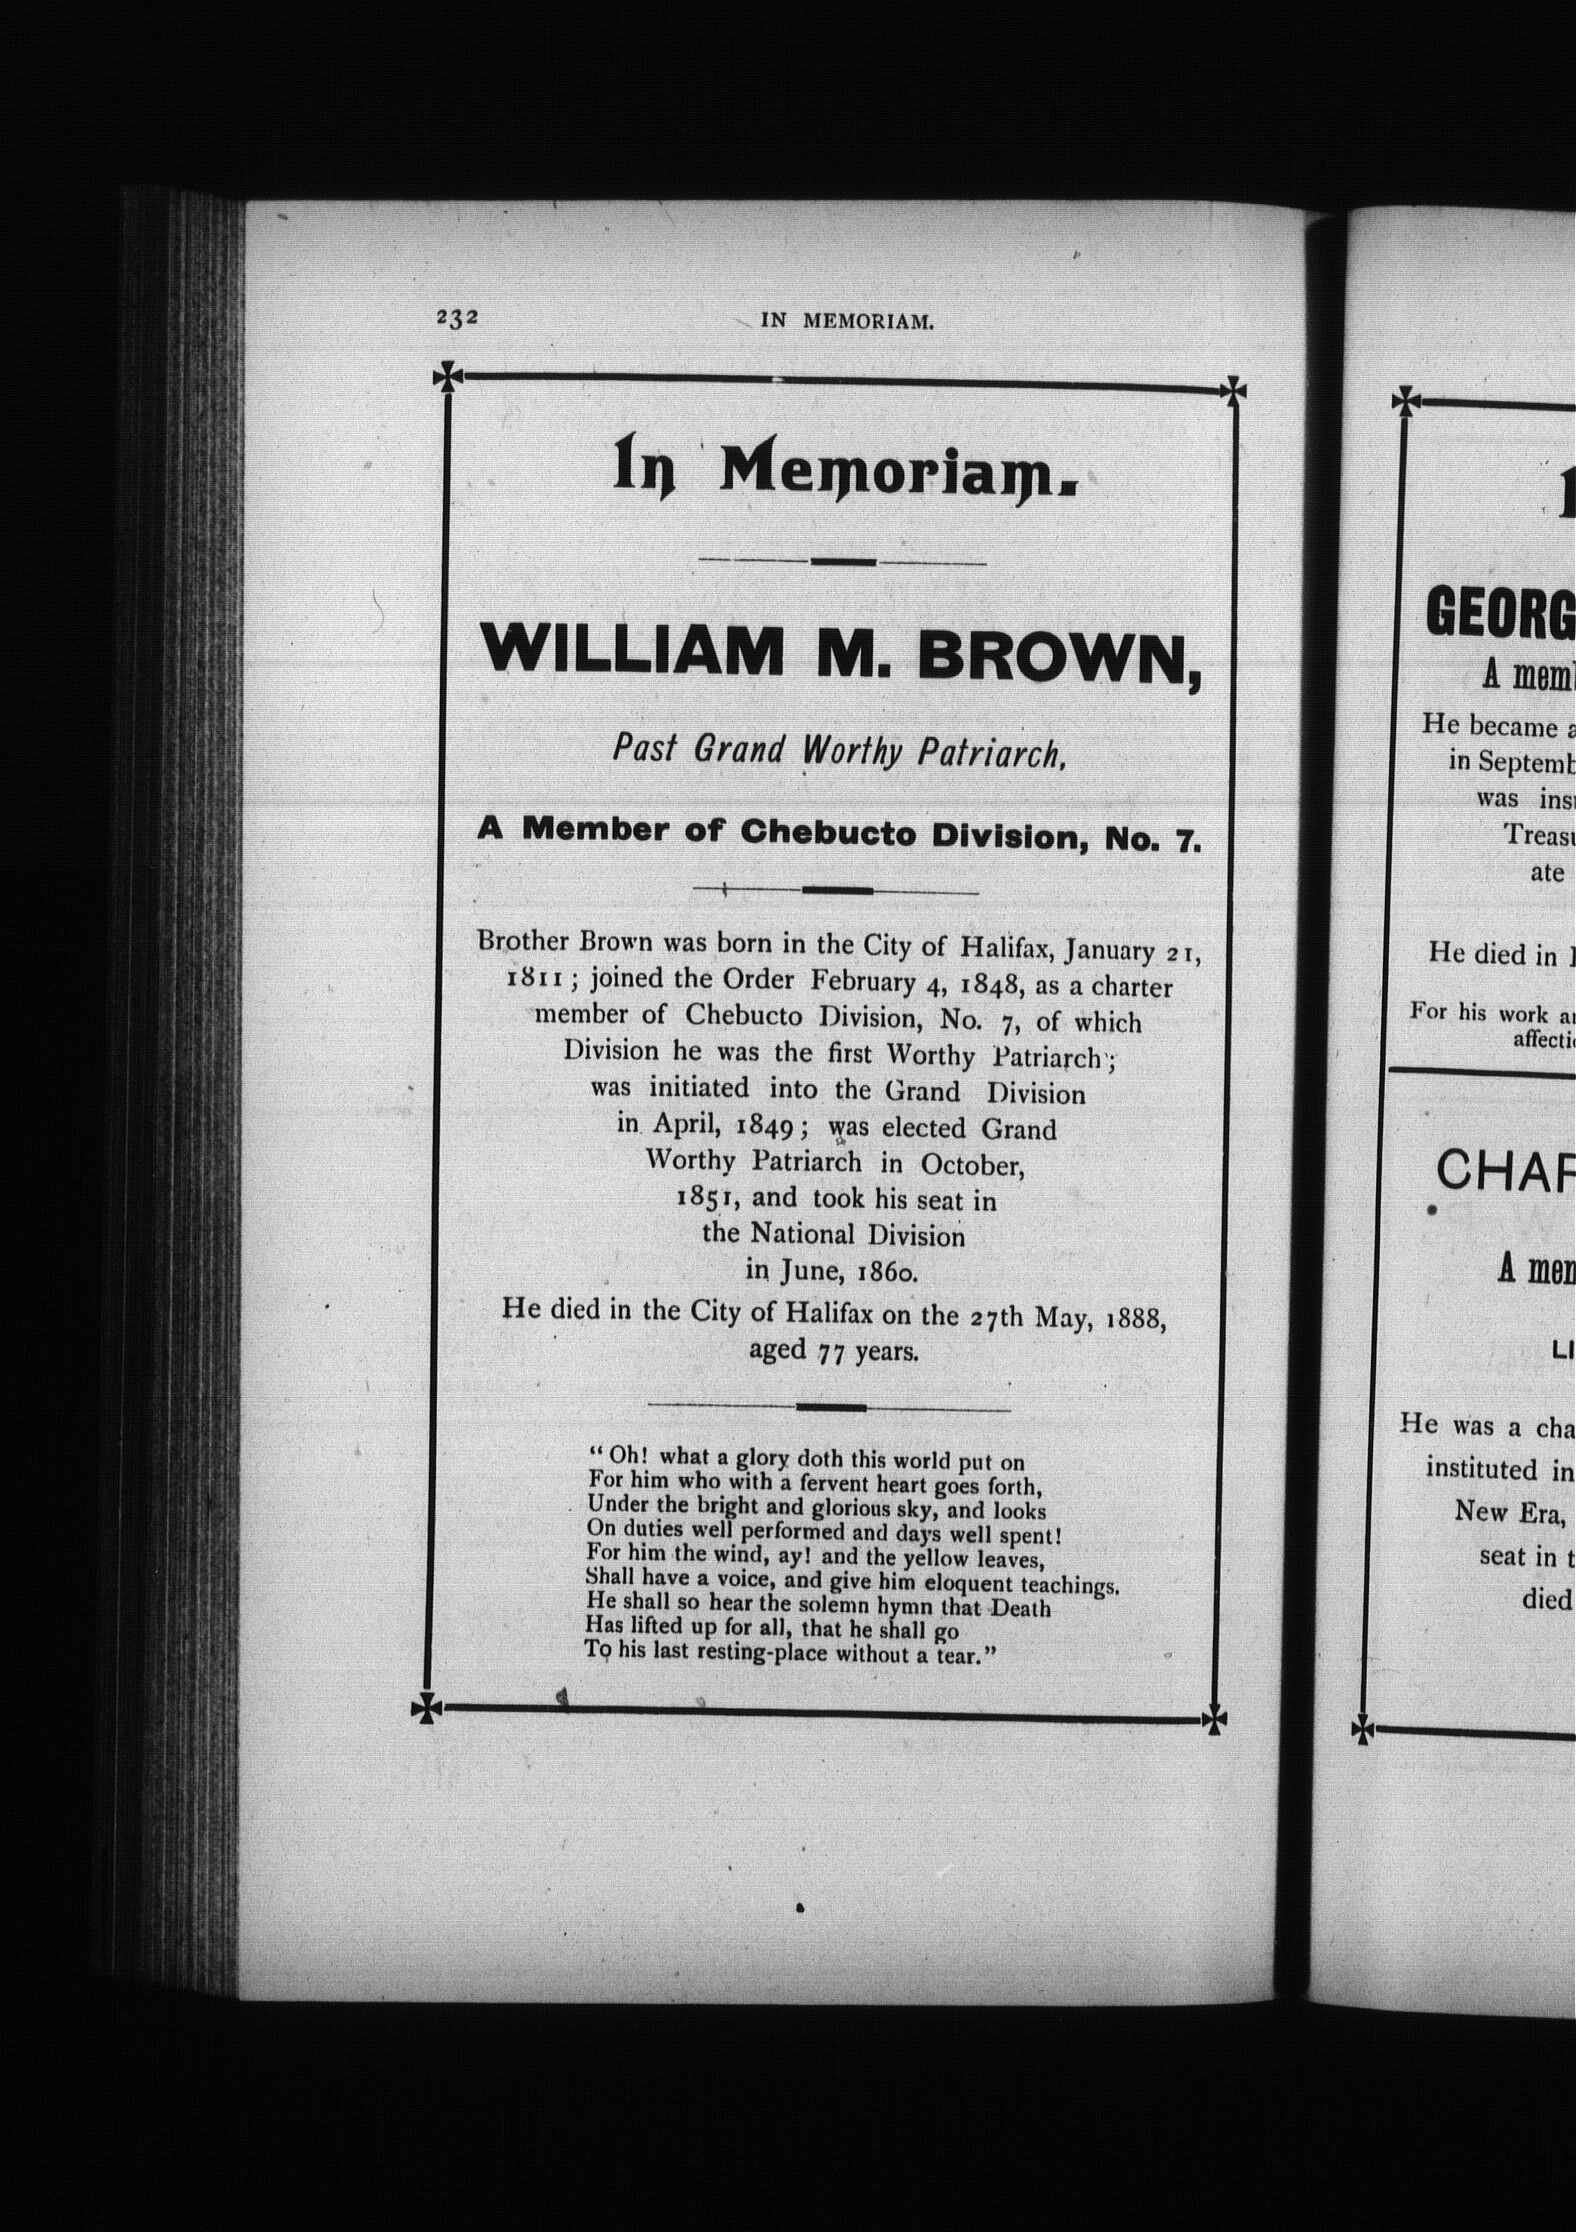 232
IN MEMORIAM.
In Memoriam.
WILLIAM M. BROWN,
Past Grand Worthy Patriarch,
A Member of Chebucto Division, No. 7.
Brother Brown was born in the City of Halifax, January 21,
1811; joined the Order February 4, 1848, as a charter
member of Chebucto Division, No. 7, of which
Division he was the first Worthy Patriarch;
was initiated into the Grand Division
in April, 1849; was elected Grand
Worthy Patriarch in October,
1851, and took his seat in
the National Division
in June, 1860.
He died in the City of Halifax on the 27th May, 1888,
aged 77 years.
"Oh! what a glory doth this world put on
For him who with a fervent heart goes forth,
Under the bright and glorious sky, and looks
On duties well performed and days well spent!
For him the wind, ay! and the yellow leaves,
Shall have a voice, and give him eloquent teachings.
He shall so hear the solemn hymn that Death
Has lifted up for all, that he shall go
To his last resting-place without a tear."
GEORG
A mem
He became a
in Septemb
was ins
Treasu
ate
He died in
For his work a
affecti
CHAR
A mem
LI
He was a cha
instituted in
New Era,
seat in t
died